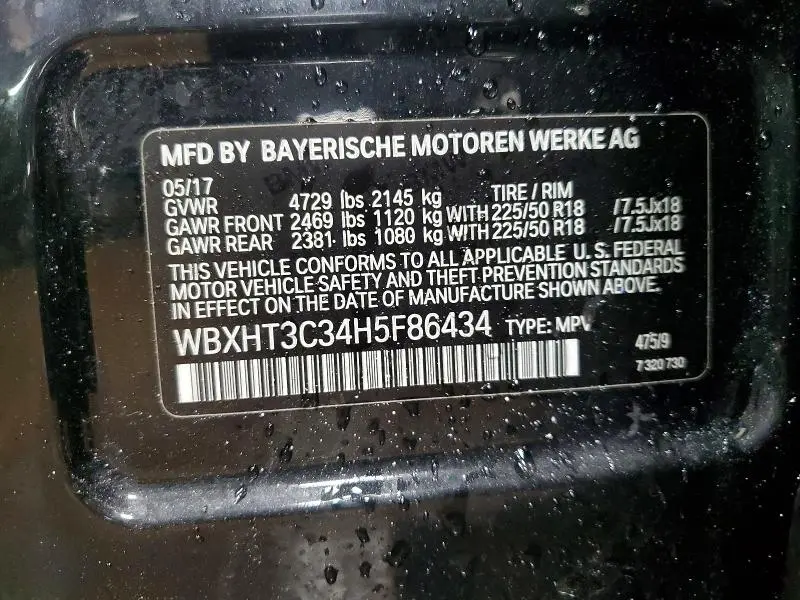 MFD BY BAYERISCHE MOTOREN WERKE AG
05/17 TIRE / RIM
GVWR 4729 lbs 2145 kg
GAWR FRONT 2469 lbs 1120 kg WITH 225/50 R18 /7.5Jx18
GAWR REAR 2381 lbs 1080 kg WITH 225/50 R18 /7.5Jx18
THIS VEHICLE CONFORMS TO ALL APPLICABLE U.S. FEDERAL
MOTOR VEHICLE SAFETY AND THEFT PREVENTION STANDARDS
IN EFFECT ON THE DATE OF MANUFACTURE SHOWN ABOVE.
WBXHT3C34H5F86434 TYPE: MPV
475/9
7 320 730